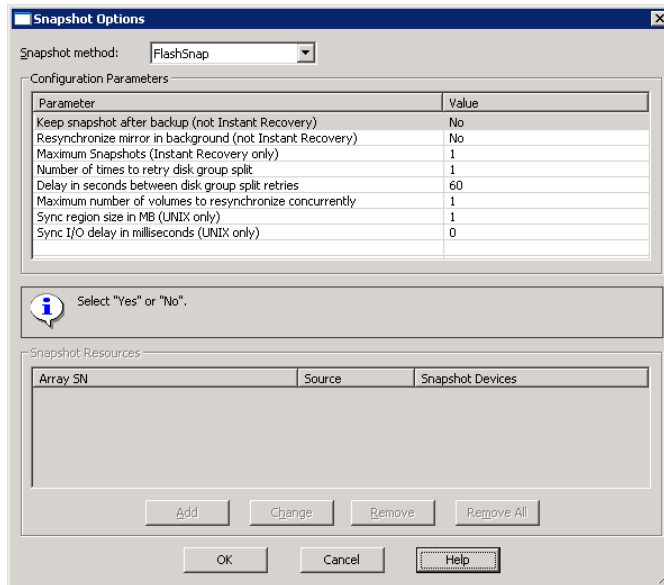 Snapshot Options
Snapshot method: FlashSnap
Configuration Parameters
Parameter Value
Keep snapshot after backup (not Instant Recovery) No
Resynchronize mirror in background (not Instant Recovery) No
Maximum Snapshots (Instant Recovery only) 1
Number of times to retry disk group split 1
Delay in seconds between disk group split retries 60
Maximum number of volumes to resynchronize concurrently 1
Sync region size in MB (UNIX only) 1
Sync I/O delay in milliseconds (UNIX only) 0
Select "Yes" or "No".
Snapshot Resources
Array SN Source Snapshot Devices
Add Change Remove Remove All
OK Cancel Help